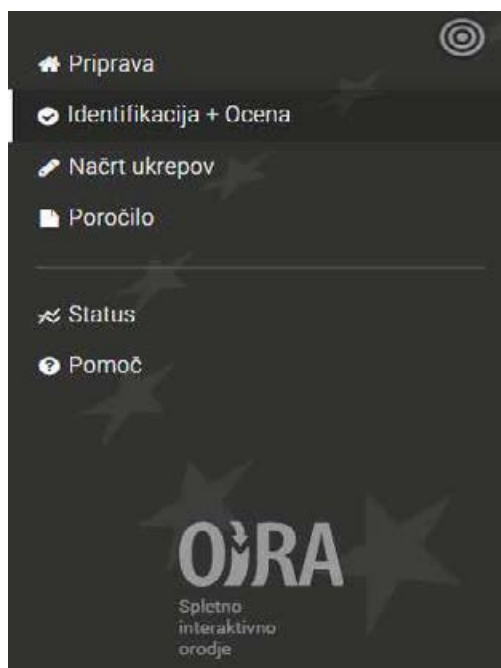 Priprava
Identifikacija + Ocena
Načrt ukrepov
Poročilo
Status
Pomoč
OiRA
Spletno
interaktivno
orodje